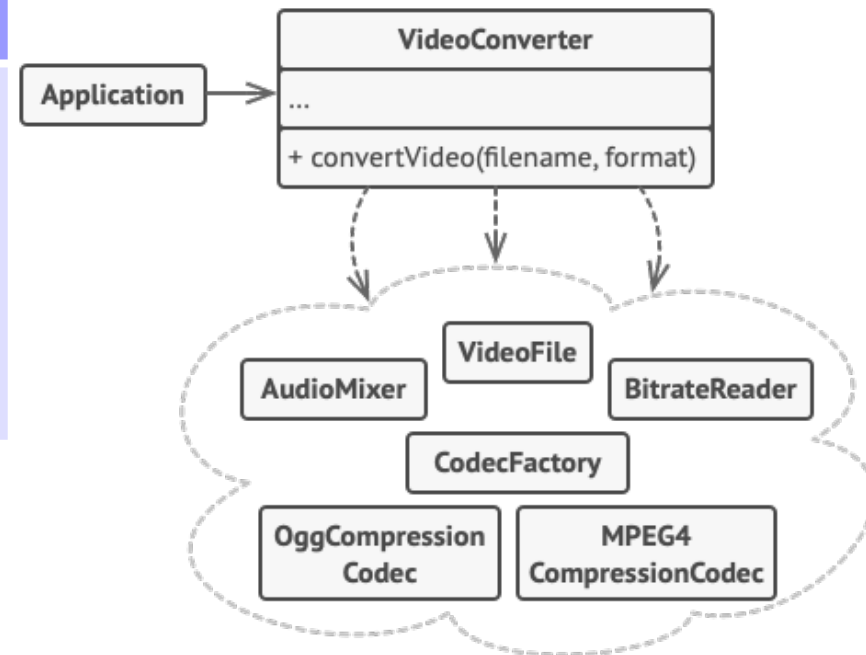 VideoConverter
Application
...
+ convertVideo(filename, format)
VideoFile
AudioMixer
BitrateReader
CodecFactory
OggCompression
Codec
MPEG4
CompressionCodec